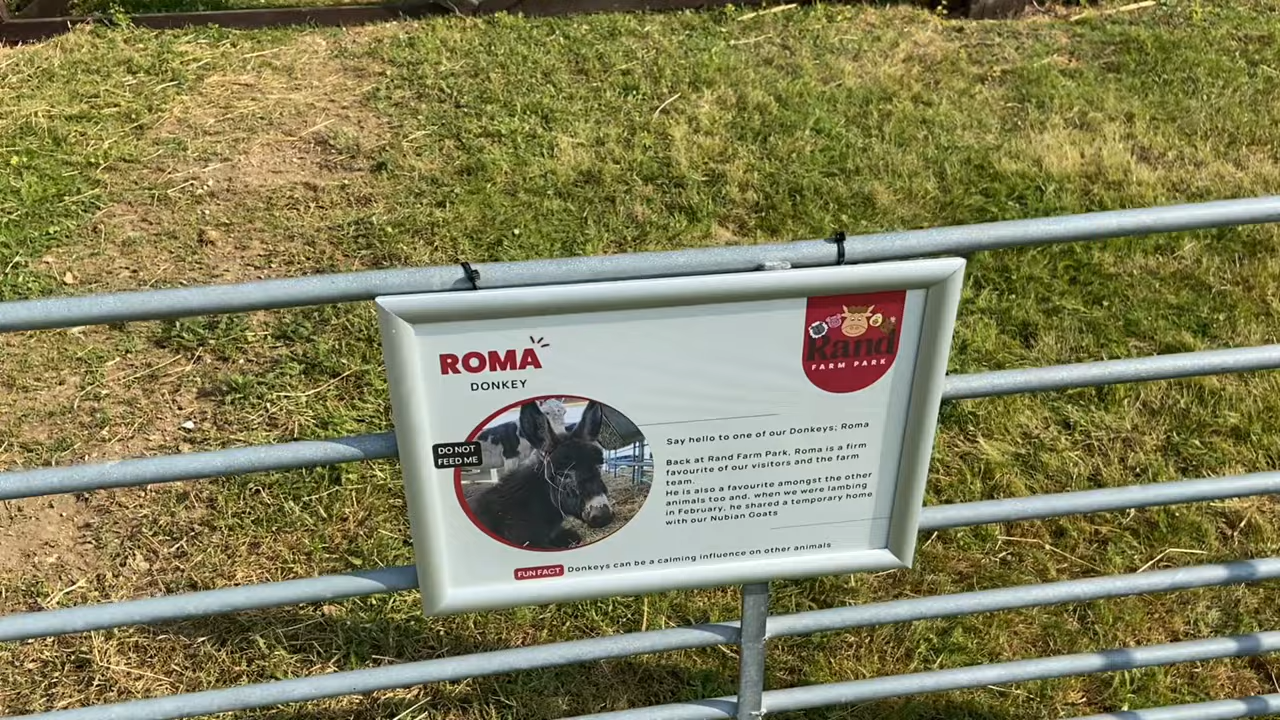 ROMA
DONKEY
Rand
FARM PARK
DO NOT
FEED ME
Say hello to one of our Donkeys; Roma
Back at Rand Farm Park, Roma is a firm
favourite of our visitors and the farm
team.
He is also a favourite amongst the other
animals too and, when we were lambing
in February, he shared a temporary home
with our Nubian Goats
FUN FACT Donkeys can be a calming influence on other animals